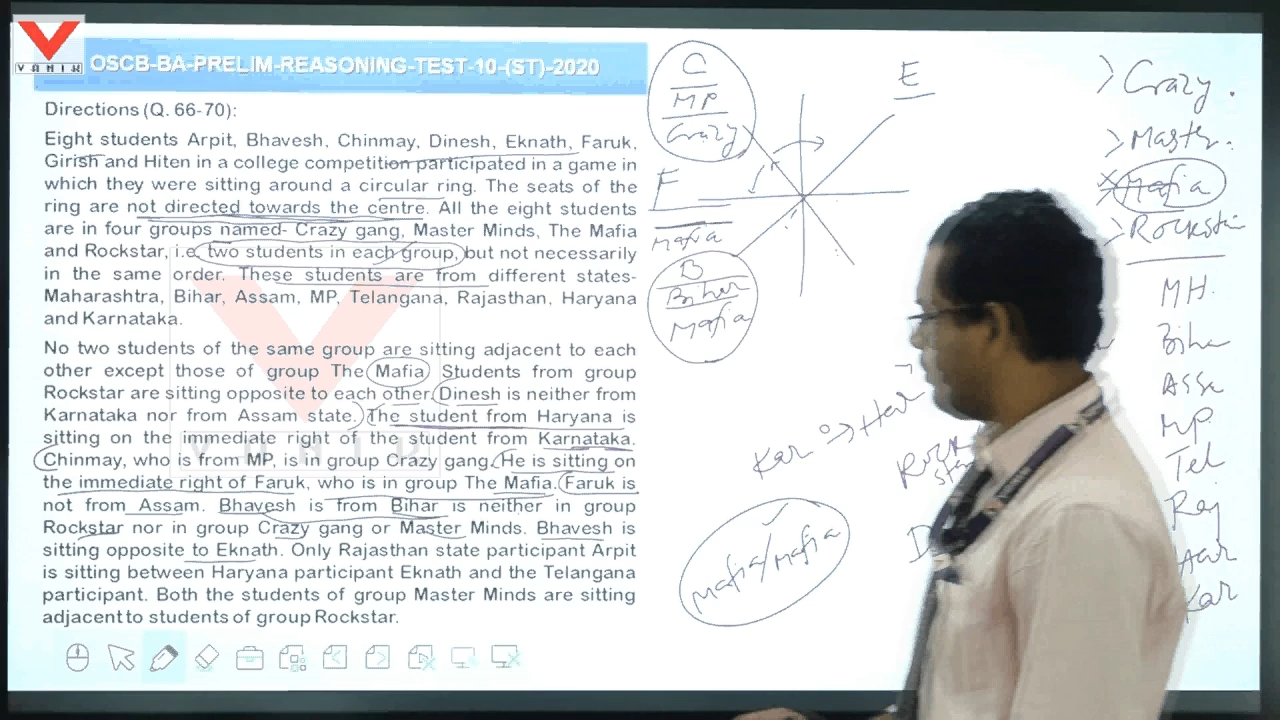 VANIK
OSCB-BA-PRELIM-REASONING-TEST-10-(ST)-2020
Directions (Q. 66-70):
Eight students Arpit, Bhavesh, Chinmay, Dinesh, Eknath, Faruk,
Girish and Hiten in a college competition participated in a game in
which they were sitting around a circular ring. The seats of the
ring are not directed towards the centre. All the eight students
are in four groups named- Crazy gang, Master Minds, The Mafia
and Rockstar, i.e. two students in each group, but not necessarily
in the same order. These students are from different states-
Maharashtra, Bihar, Assam, MP, Telangana, Rajasthan, Haryana
and Karnataka.
No two students of the same group are sitting adjacent to each
other except those of group The Mafia Students from group
Rockstar are sitting opposite to each other. Dinesh is neither from
Karnataka nor from Assam state. The student from Haryana is
sitting on the immediate right of the student from Karnataka.
Chinmay, who is from MP, is in group Crazy gang. He is sitting on
the immediate right of Faruk, who is in group The Mafia. Faruk is
not from Assam. Bhavesh is from Bihar is neither in group
Rockstar nor in group Crazy gang or Master Minds. Bhavesh is
sitting opposite to Eknath. Only Rajasthan state participant Arpit
is sitting between Haryana participant Eknath and the Telangana
participant. Both the students of group Master Minds are sitting
adjacent to students of group Rockstar.
VANIK
C
MP
Crazy
E
F
Mafia
B
Bihar
Mafia
Kar → Har
Mafia/Mafia
Rock
D
Crazy.
Master.
Mafia
MH.
MP.
Tel
Raj
Har
Kar